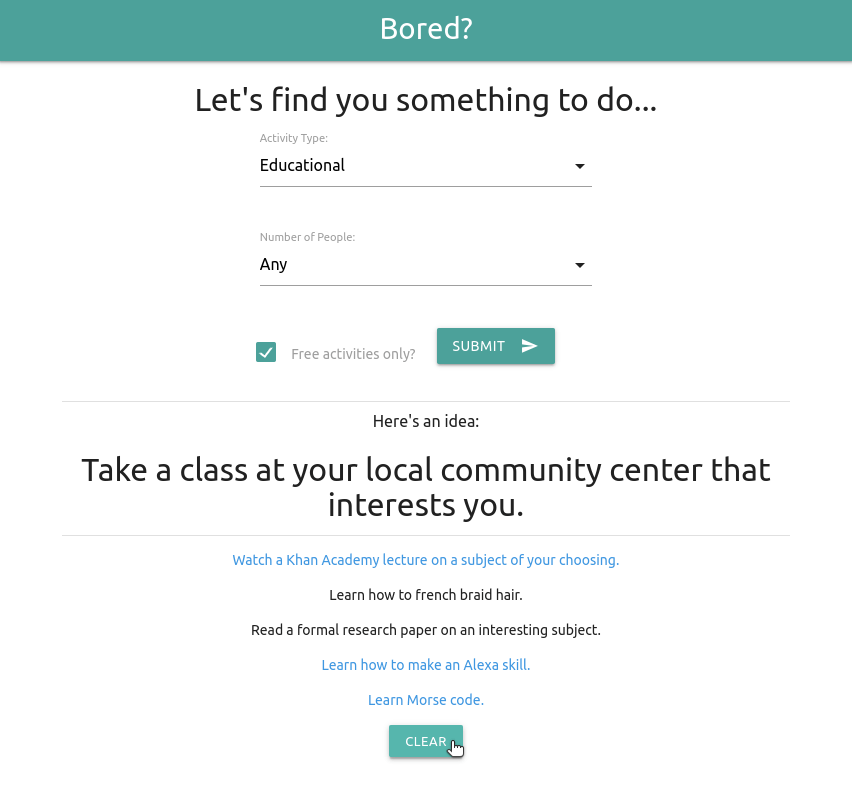 Bored?
Let's find you something to do...
Activity Type:
Educational
Number of People:
Any
Free activities only?
SUBMIT
Here's an idea:
Take a class at your local community center that
interests you.
Watch a Khan Academy lecture on a subject of your choosing.
Learn how to french braid hair.
Read a formal research paper on an interesting subject.
Learn how to make an Alexa skill.
Learn Morse code.
CLEAR